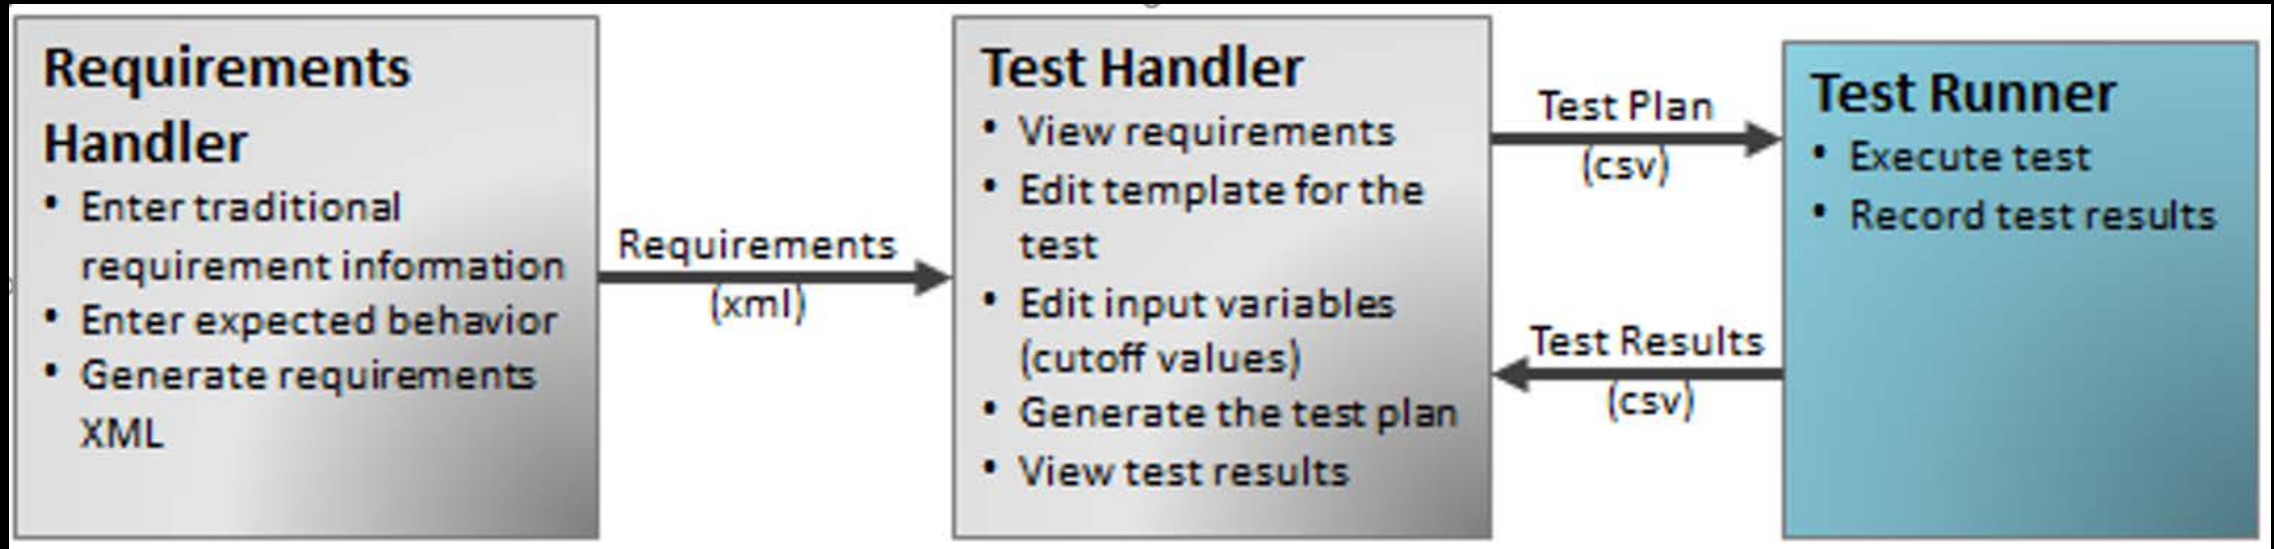 Requirements
Handler
• Enter traditional
requirement information
• Enter expected behavior
• Generate requirements
XML
Requirements
(xml)
Test Handler
• View requirements
• Edit template for the
test
• Edit input variables
(cutoff values)
• Generate the test plan
• View test results
Test Plan
(csv)
Test Results
(csv)
Test Runner
• Execute test
• Record test results